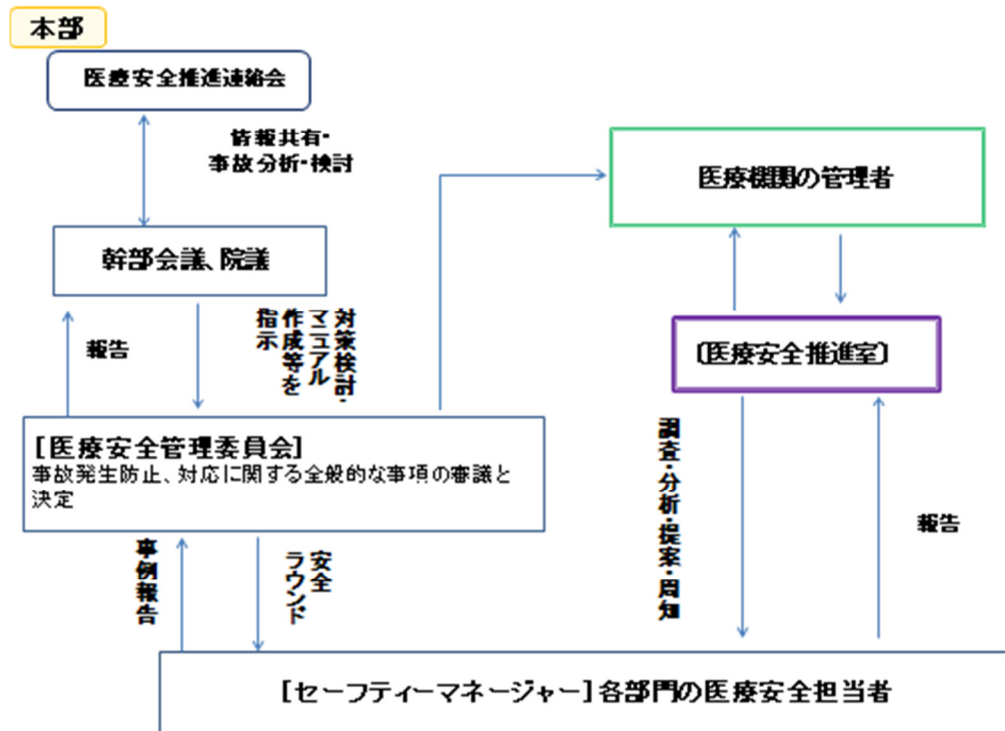 本部
医療安全推進連絡会
情報共有・
事故分析・検討
医療機関の管理者
幹部会議、院議
報告
対策検討・
マニュアル
作成等を
指示
〔医療安全推進室〕
[医療安全管理委員会]
事故発生防止、対応に関する全般的な事項の審議と
決定
事例報告
安全
ラウンド
調査・分析・提案・周知
報告
[セーフティーマネージャー]各部門の医療安全担当者